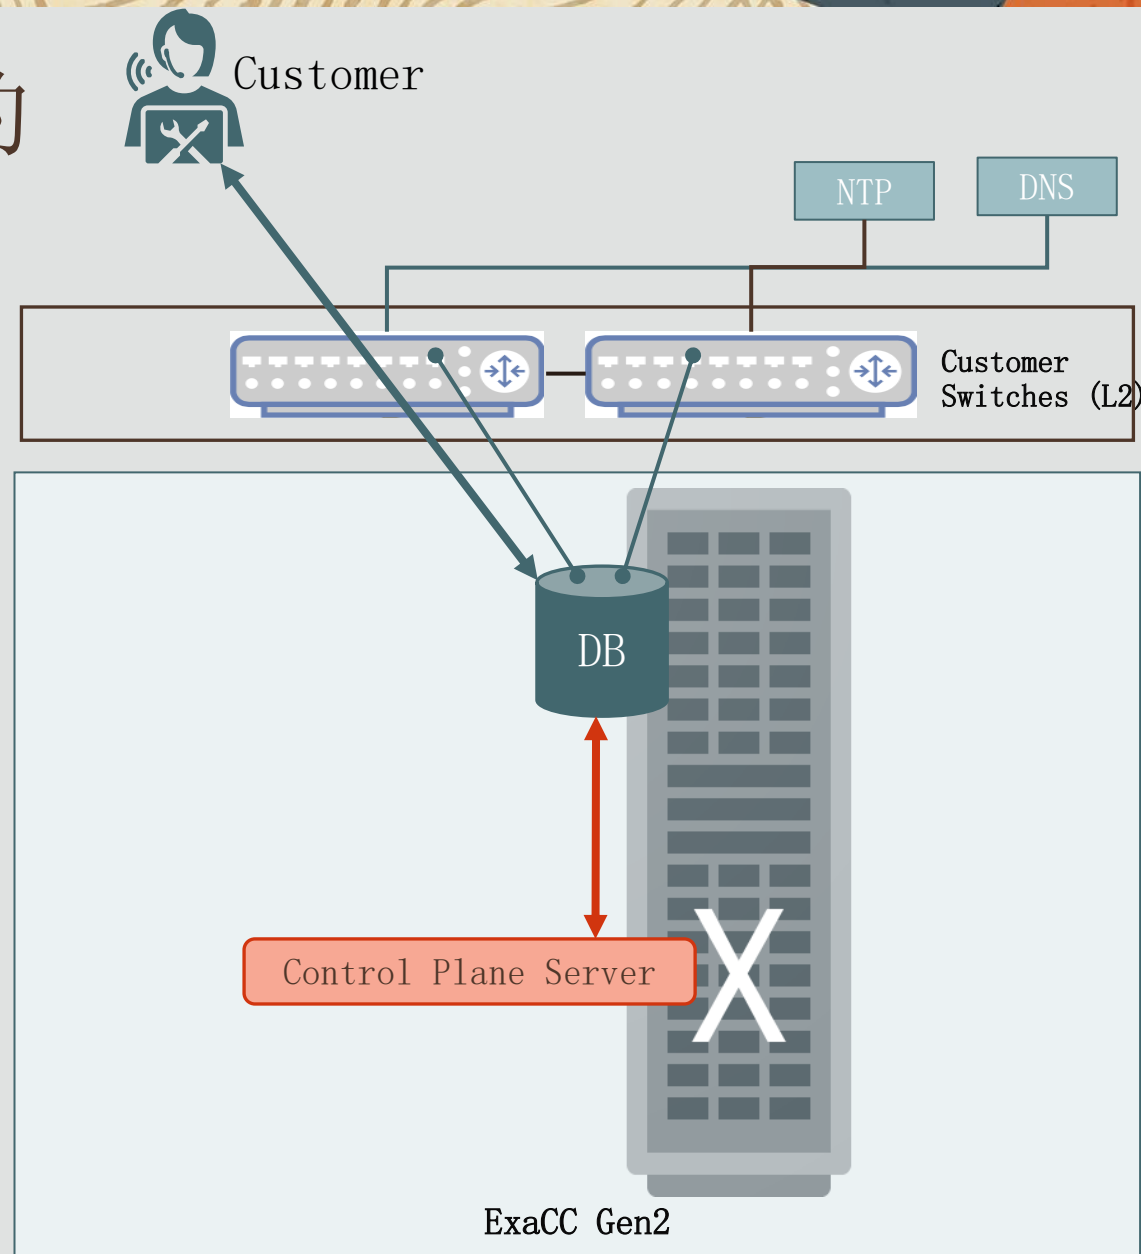 Customer
NTP
DNS
Customer
Switches (L2)
DB
Control Plane Server
X
ExaCC Gen2